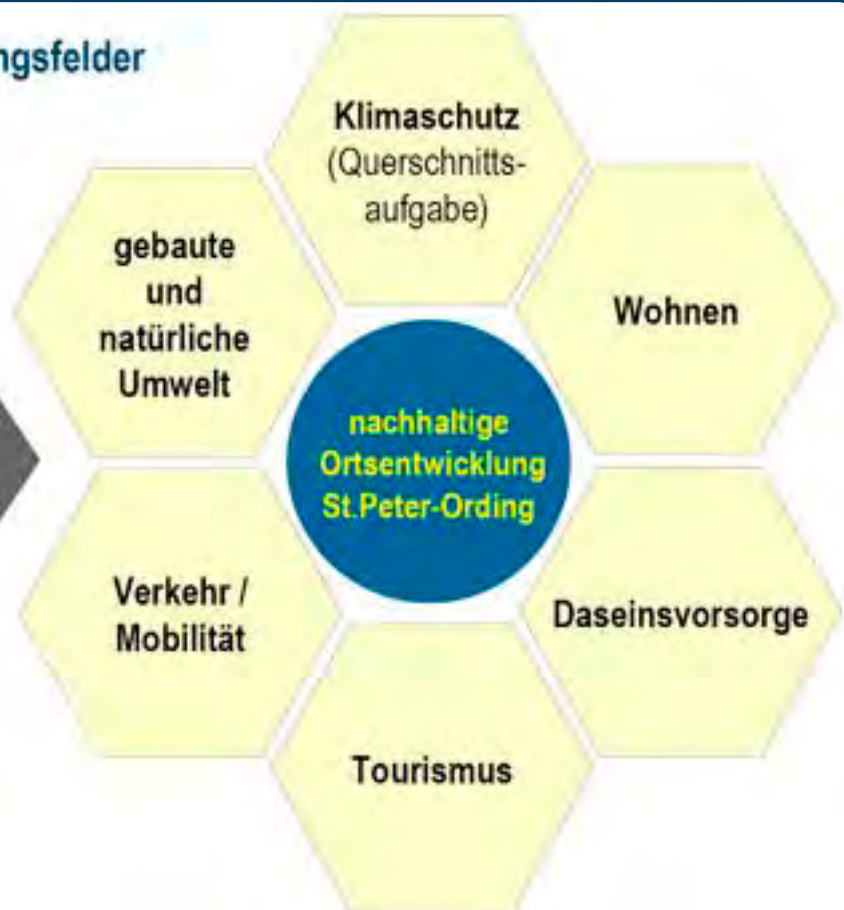 ngsfelder
Klimaschutz
(Querschnitts-
aufgabe)
gebaute
und
natürliche
Umwelt
Wohnen
nachhaltige
Ortsentwicklung
St.Peter-Ording
Verkehr /
Mobilität
Daseinsvorsorge
Tourismus